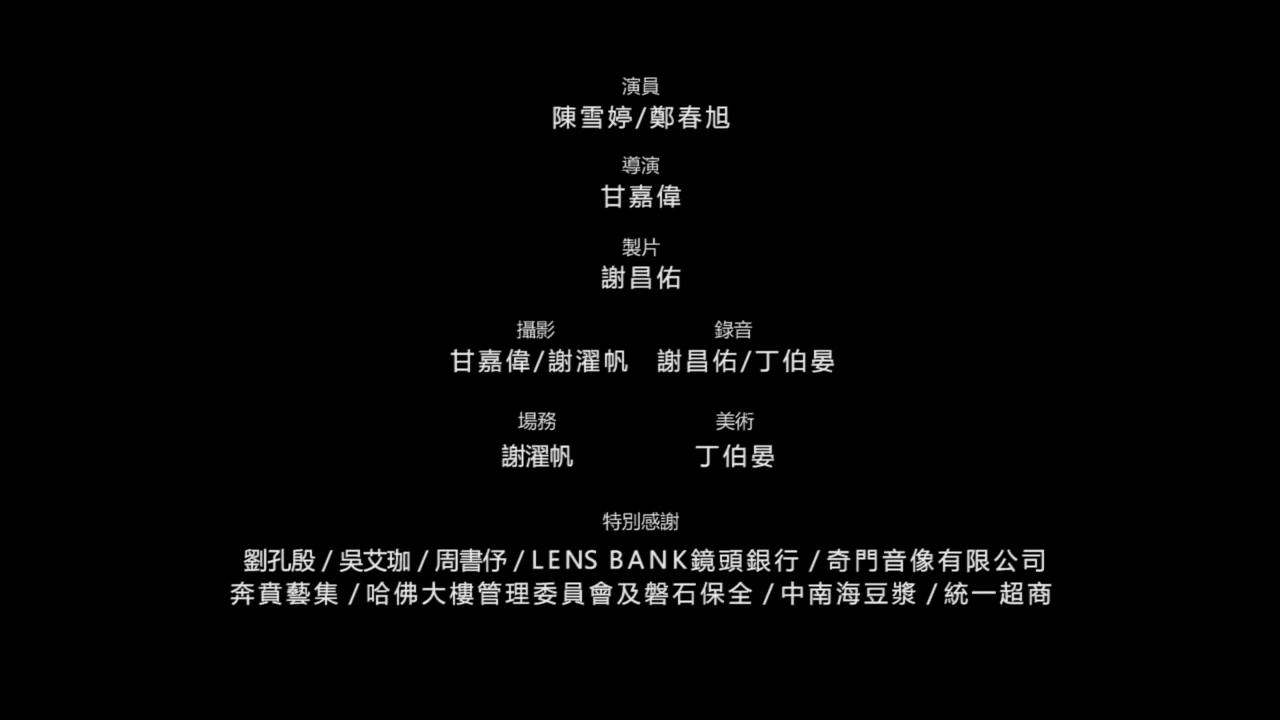 演員
陳雪婷/鄭春旭
導演
甘嘉偉
製片
謝昌佑
攝影 錄音
甘嘉偉/謝濯帆 謝昌佑/丁伯晏
場務 美術
謝濯帆 丁伯晏
特別感謝
劉孔殷 / 吳艾珈 / 周書伃 / LENS BANK鏡頭銀行 / 奇門音像有限公司
奔賁藝集 / 哈佛大樓管理委員會及磐石保全 / 中南海豆漿 / 統一超商